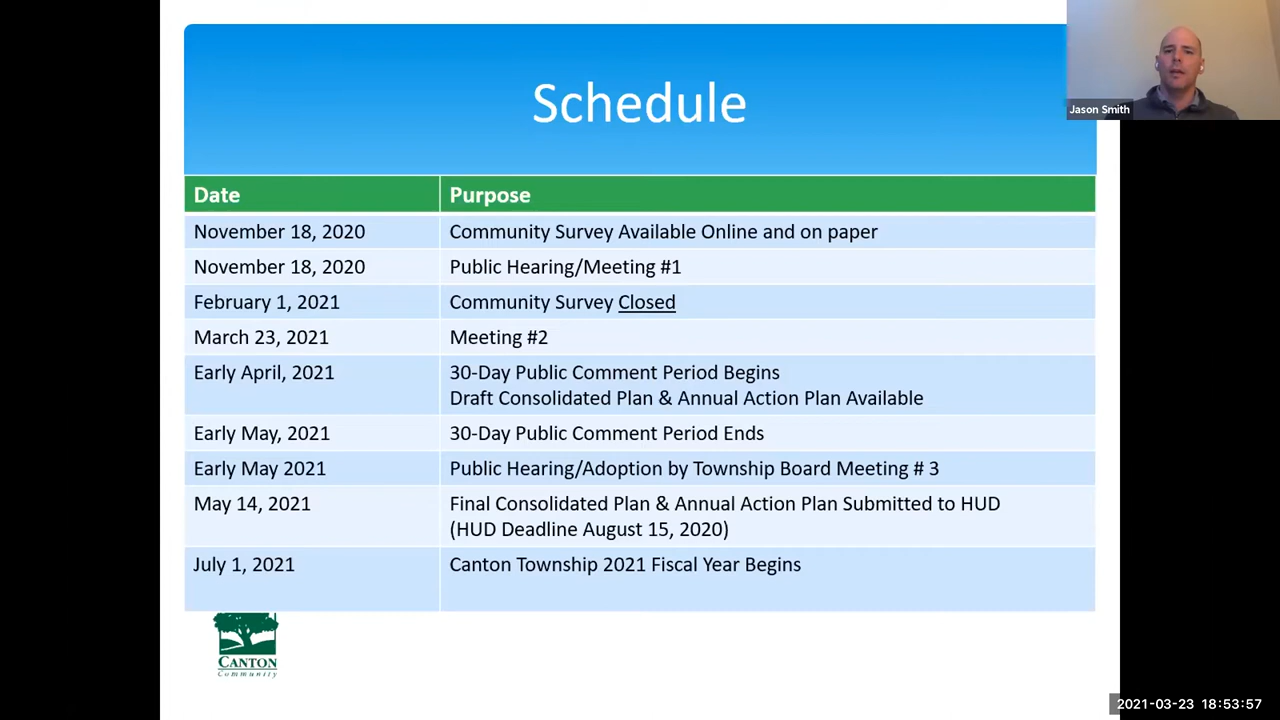 Schedule
Jason Smith
Date Purpose
November 18, 2020 Community Survey Available Online and on paper
November 18, 2020 Public Hearing/Meeting #1
February 1, 2021 Community Survey Closed
March 23, 2021 Meeting #2
Early April, 2021 30-Day Public Comment Period Begins
Draft Consolidated Plan & Annual Action Plan Available
Early May, 2021 30-Day Public Comment Period Ends
Early May 2021 Public Hearing/Adoption by Township Board Meeting # 3
May 14, 2021 Final Consolidated Plan & Annual Action Plan Submitted to HUD
(HUD Deadline August 15, 2020)
July 1, 2021 Canton Township 2021 Fiscal Year Begins
CANTON
Community
2021-03-23 18:53:57